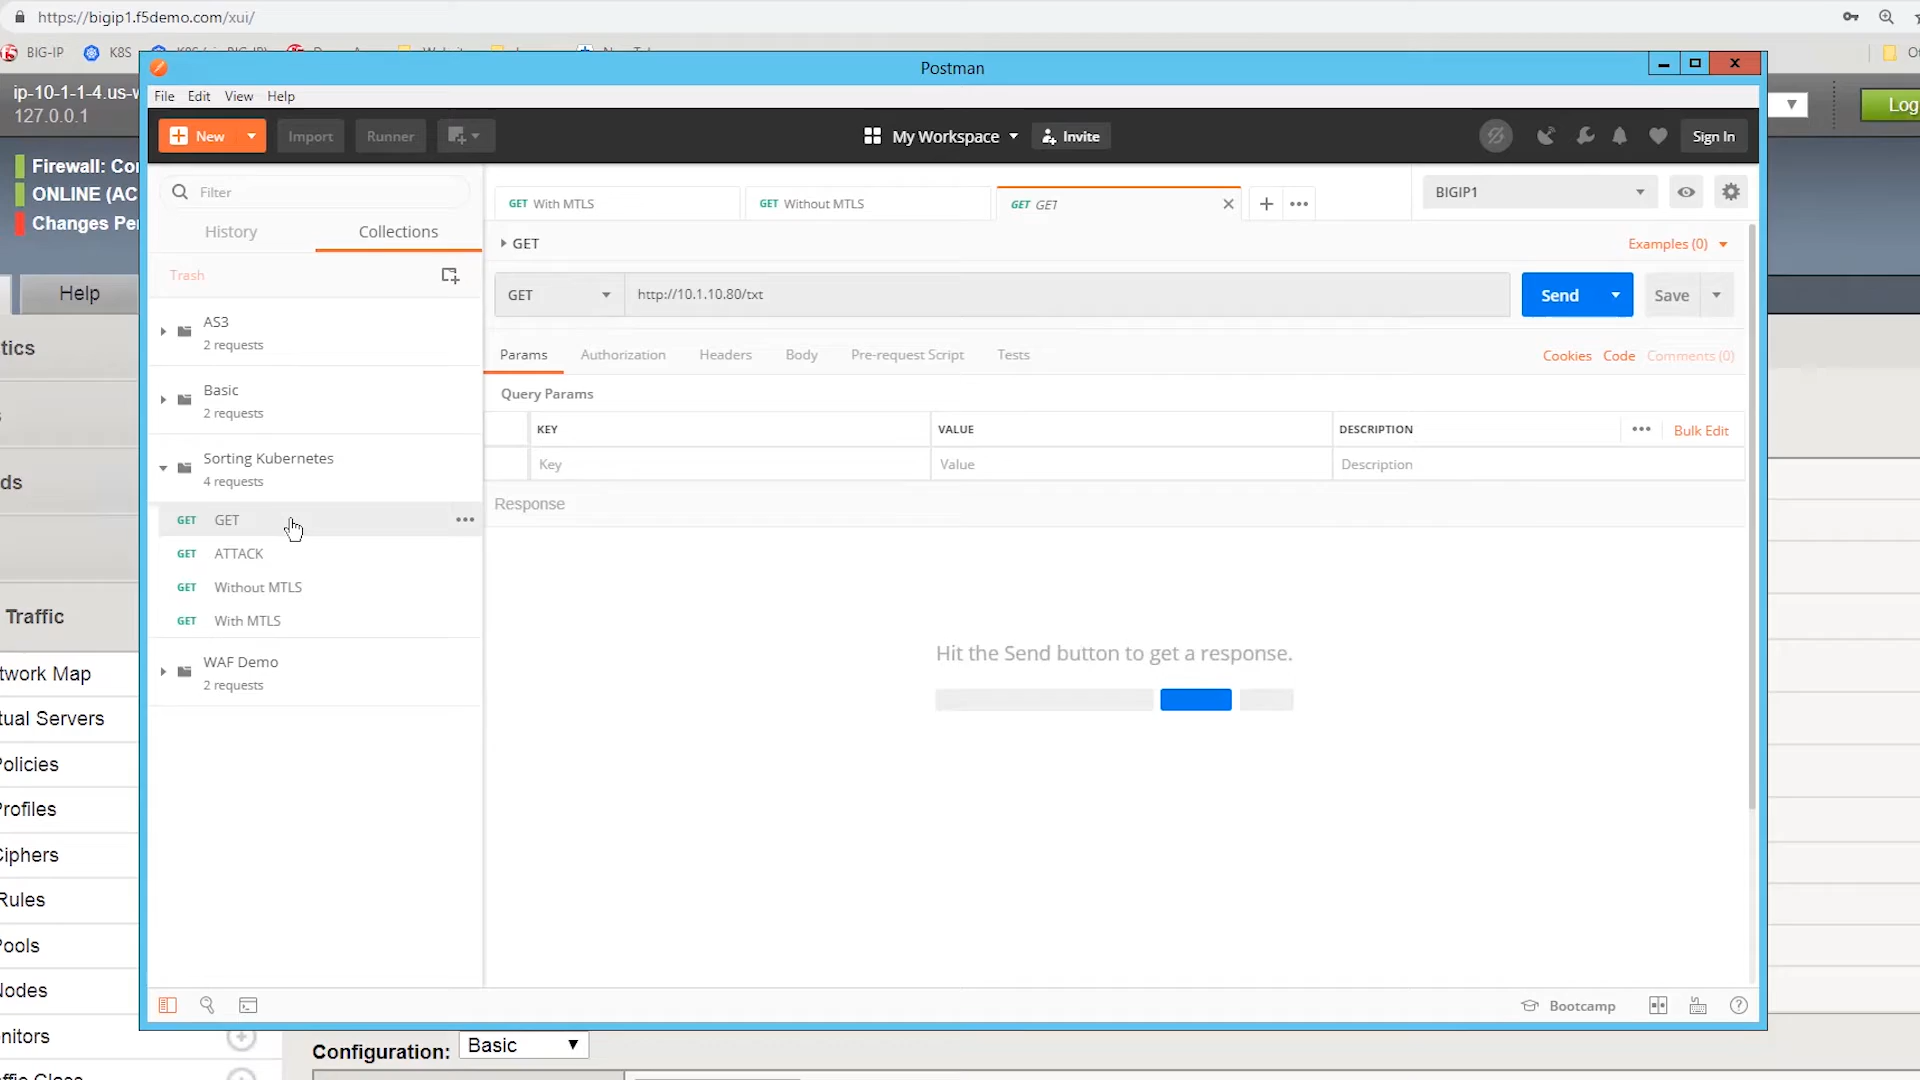 https://bigip1.f5demo.com/xui/
BIG-IP
K8S
Postman
ip-10-1-1-4.us-w
127.0.0.1
File Edit View Help
New
Import
Runner
My Workspace
Invite
Sign In
Log
Firewall: Con
ONLINE (AC
Changes Pe
Help
tics
ds
Traffic
twork Map
tual Servers
Policies
Profiles
Ciphers
Rules
Pools
Nodes
nitors
Filter
History
Collections
Trash
AS3
2 requests
Basic
2 requests
Sorting Kubernetes
4 requests
GET GET
GET ATTACK
GET Without MTLS
GET With MTLS
WAF Demo
2 requests
GET With MTLS
GET Without MTLS
GET GET
BIGIP1
GET
Examples (0)
GET
http://10.1.10.80/txt
Send
Save
Params
Authorization
Headers
Body
Pre-request Script
Tests
Cookies
Code
Comments (0)
Query Params
KEY
VALUE
DESCRIPTION
Bulk Edit
Key
Value
Description
Response
Hit the Send button to get a response.
Bootcamp
Configuration:
Basic